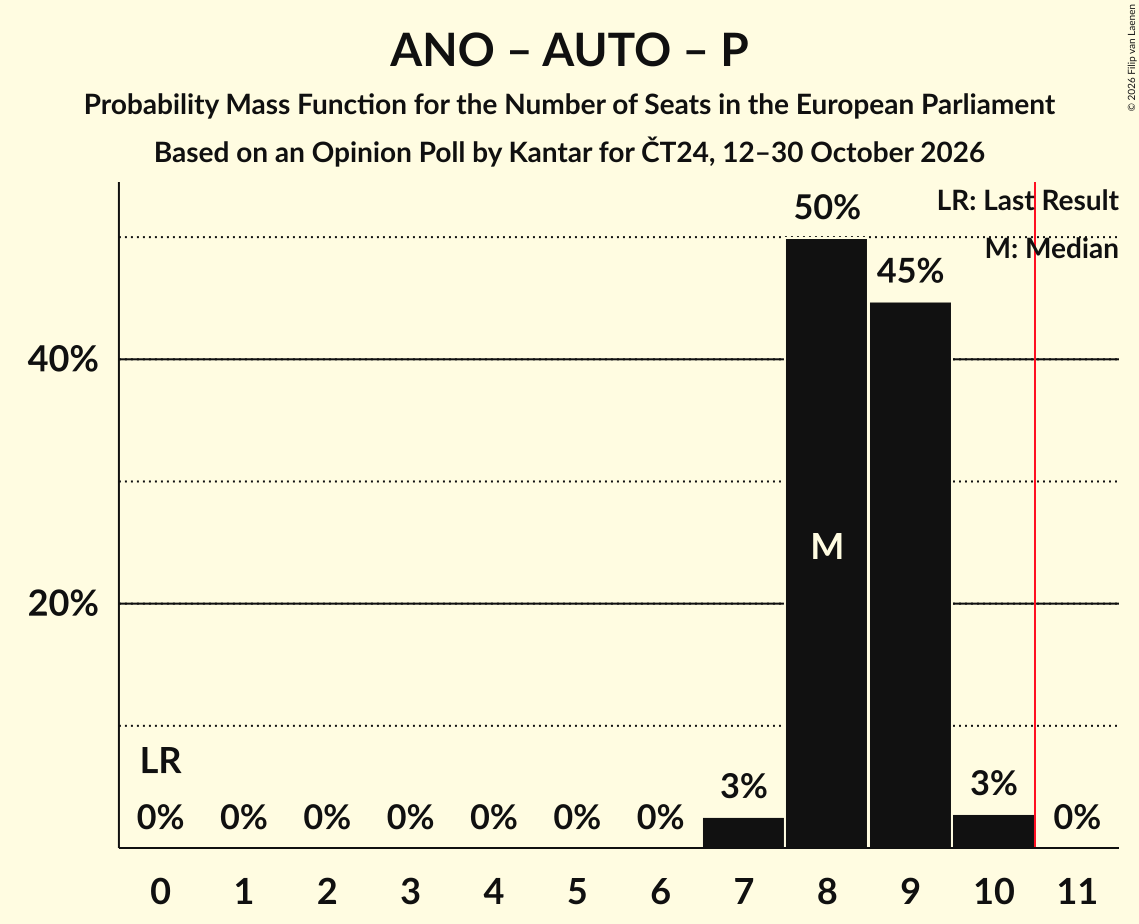 ANO – AUTO – P
Probability Mass Function for the Number of Seats in the European Parliament
Based on an Opinion Poll by Kantar for ČT24, 12–30 October 2026
© 2026 Filip van Laenen
LR: Last Result
M: Median
50%
45%
40%
M
20%
LR
0% 0% 0% 0% 0% 0% 0% 3% 3% 0%
0 1 2 3 4 5 6 7 8 9 10 11